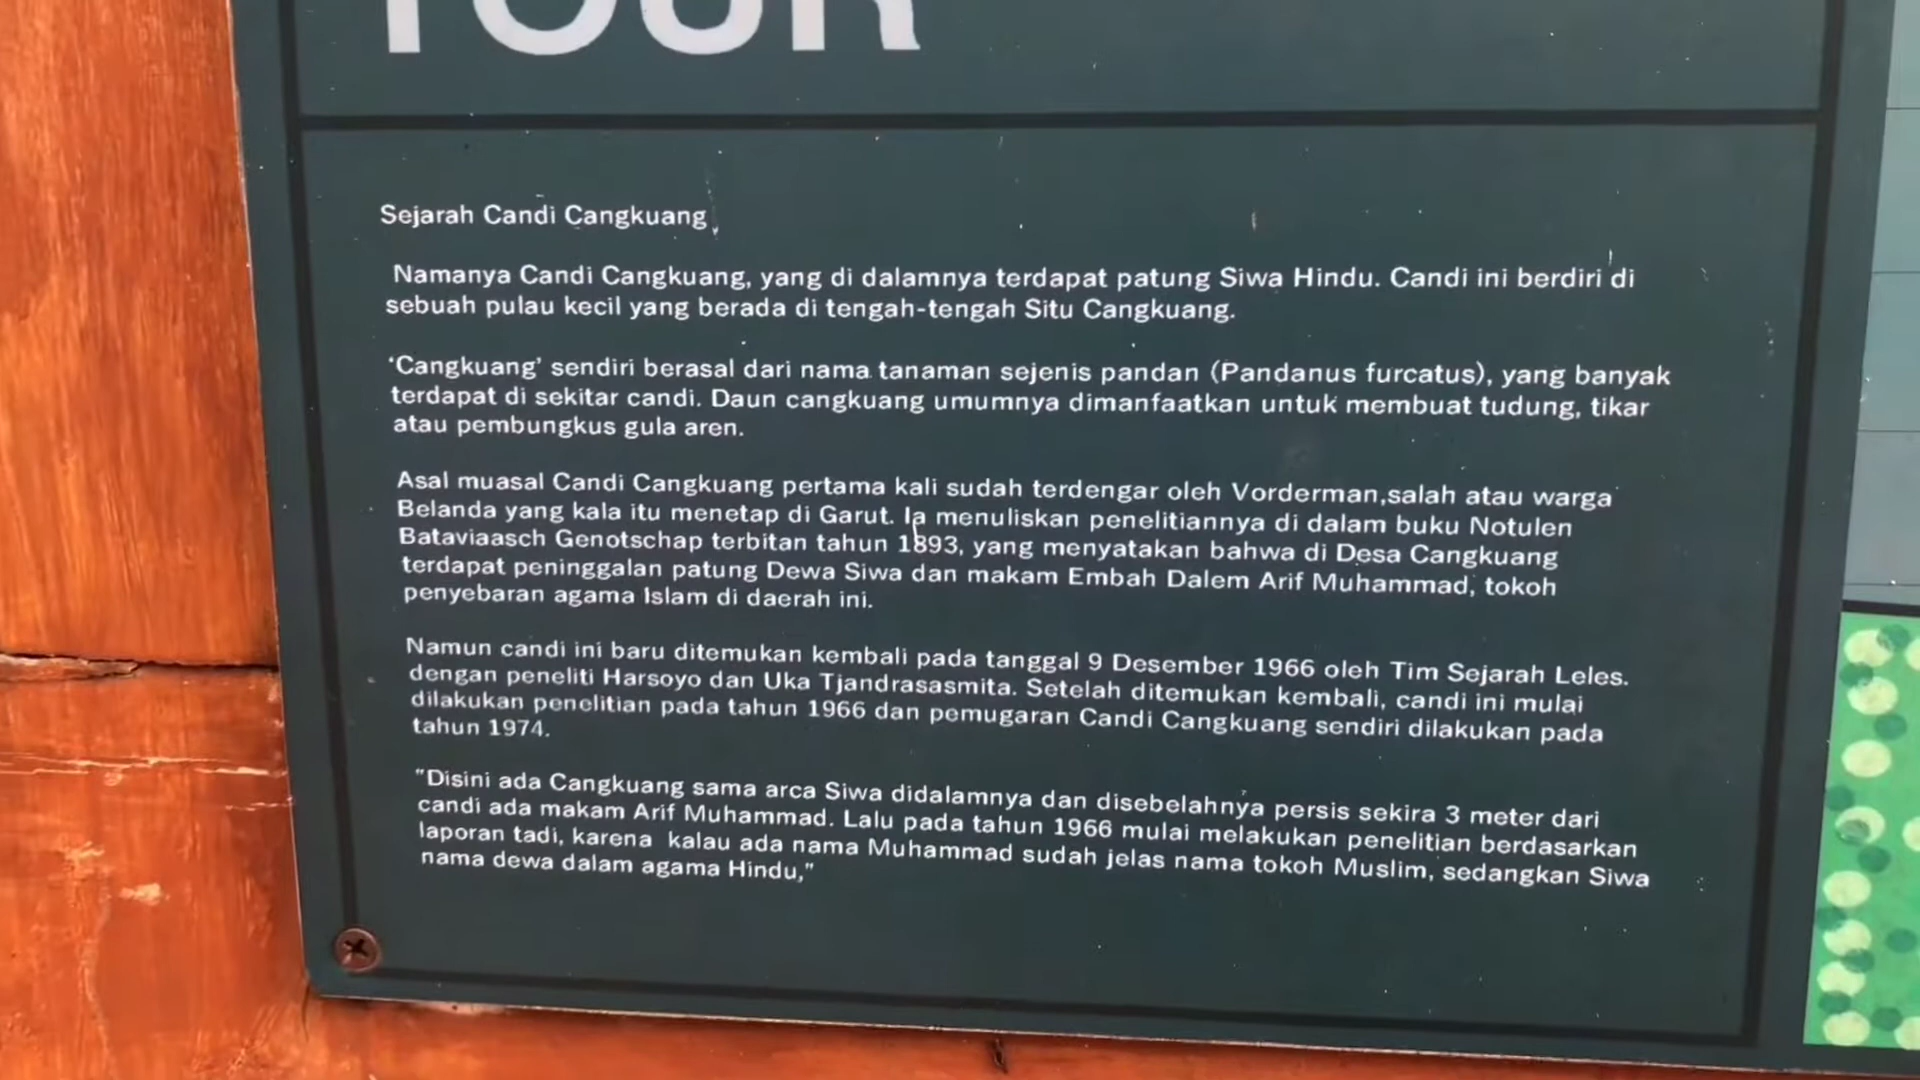 TOUR
Sejarah Candi Cangkuang
Namanya Candi Cangkuang, yang di dalamnya terdapat patung Siwa Hindu. Candi ini berdiri di
sebuah pulau kecil yang berada di tengah-tengah Situ Cangkuang.
‘Cangkuang’ sendiri berasal dari nama tanaman sejenis pandan (Pandanus furcatus), yang banyak
terdapat di sekitar candi. Daun cangkuang umumnya dimanfaatkan untuk membuat tudung, tikar
atau pembungkus gula aren.
Asal muasal Candi Cangkuang pertama kali sudah terdengar oleh Vorderman,salah atau warga
Belanda yang kala itu menetap di Garut. Ia menuliskan penelitiannya di dalam buku Notulen
Bataviaasch Genotschap terbitan tahun 1893, yang menyatakan bahwa di Desa Cangkuang
terdapat peninggalan patung Dewa Siwa dan makam Embah Dalem Arif Muhammad, tokoh
penyebaran agama Islam di daerah ini.
Namun candi ini baru ditemukan kembali pada tanggal 9 Desember 1966 oleh Tim Sejarah Leles.
dengan peneliti Harsoyo dan Uka Tjandrasasmita. Setelah ditemukan kembali, candi ini mulai
dilakukan penelitian pada tahun 1966 dan pemugaran Candi Cangkuang sendiri dilakukan pada
tahun 1974.
"Disini ada Cangkuang sama arca Siwa didalamnya dan disebelahnya persis sekira 3 meter dari
candi ada makam Arif Muhammad. Lalu pada tahun 1966 mulai melakukan penelitian berdasarkan
laporan tadi, karena kalau ada nama Muhammad sudah jelas nama tokoh Muslim, sedangkan Siwa
nama dewa dalam agama Hindu,"